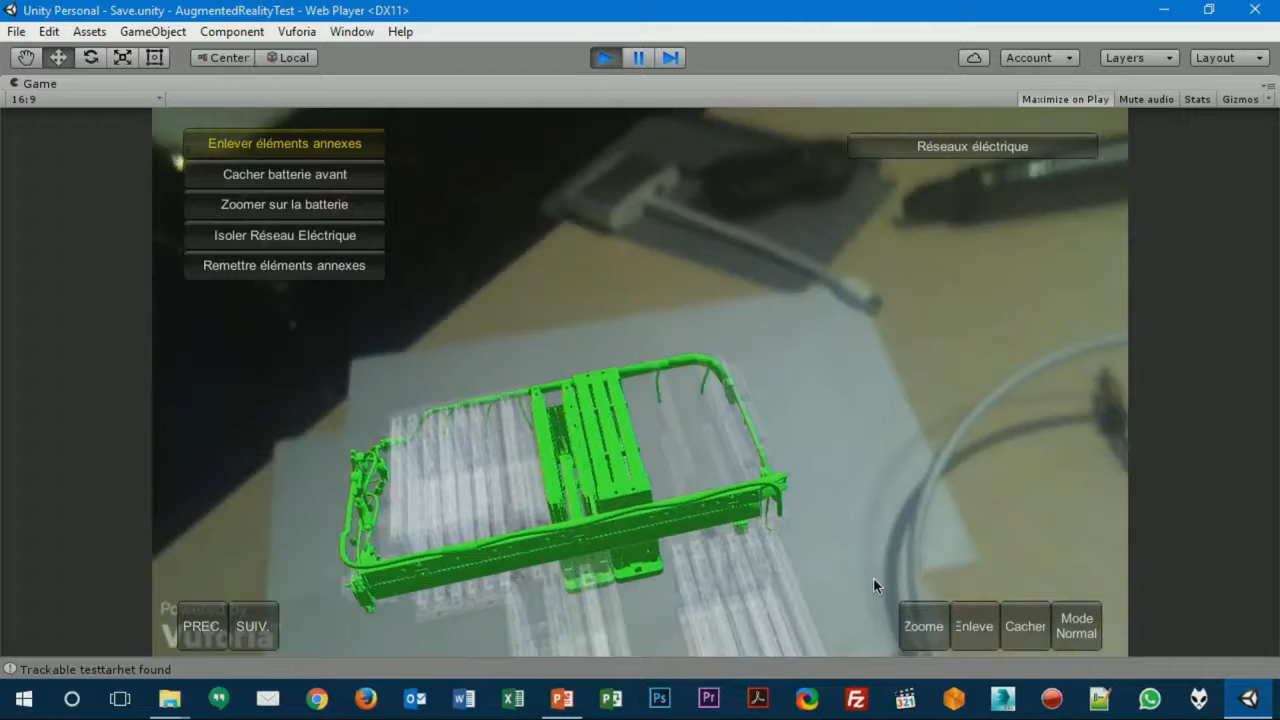 Unity Personal - Save.unity - AugmentedRealityTest - Web Player <DX11>
File Edit Assets GameObject Component Vuforia Window Help
Center Local Account Layers Layout
Game
16:9 Maximize on Play Mute audio Stats Gizmos
Enlever éléments annexes
Réseaux éléctrique
Cacher batterie avant
Zoomer sur la batterie
Isoler Réseau Eléctrique
Remettre éléments annexes
Powered by
Vuforia
PREC. SUIV.
Zoome Enleve Cacher Mode
Normal
Trackable testtarhet found